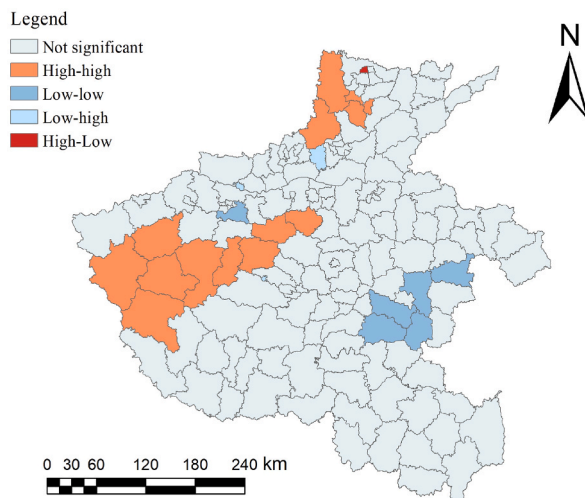 Legend
Not significant
High-high
Low-low
Low-high
High-Low
N
0 30 60 120 180 240 km